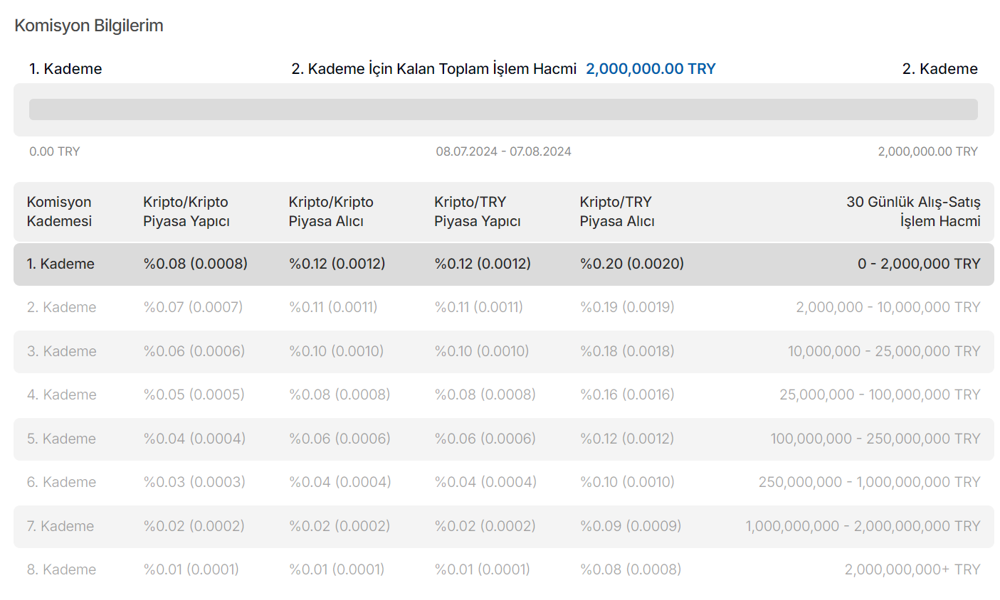 Komisyon Bilgilerim
1. Kademe 2. Kademe İçin Kalan Toplam İşlem Hacmi 2,000,000.00 TRY 2. Kademe
0.00 TRY 08.07.2024 - 07.08.2024 2,000,000.00 TRY
Komisyon Kripto/Kripto Kripto/Kripto Kripto/TRY Kripto/TRY 30 Günlük Alış-Satış
Kademesi Piyasa Yapıcı Piyasa Alıcı Piyasa Yapıcı Piyasa Alıcı İşlem Hacmi
1. Kademe %0.08 (0.0008) %0.12 (0.0012) %0.12 (0.0012) %0.20 (0.0020) 0 - 2,000,000 TRY
2. Kademe %0.07 (0.0007) %0.11 (0.0011) %0.11 (0.0011) %0.19 (0.0019) 2,000,000 - 10,000,000 TRY
3. Kademe %0.06 (0.0006) %0.10 (0.0010) %0.10 (0.0010) %0.18 (0.0018) 10,000,000 - 25,000,000 TRY
4. Kademe %0.05 (0.0005) %0.08 (0.0008) %0.08 (0.0008) %0.16 (0.0016) 25,000,000 - 100,000,000 TRY
5. Kademe %0.04 (0.0004) %0.06 (0.0006) %0.06 (0.0006) %0.12 (0.0012) 100,000,000 - 250,000,000 TRY
6. Kademe %0.03 (0.0003) %0.04 (0.0004) %0.04 (0.0004) %0.10 (0.0010) 250,000,000 - 1,000,000,000 TRY
7. Kademe %0.02 (0.0002) %0.02 (0.0002) %0.02 (0.0002) %0.09 (0.0009) 1,000,000,000 - 2,000,000,000 TRY
8. Kademe %0.01 (0.0001) %0.01 (0.0001) %0.01 (0.0001) %0.08 (0.0008) 2,000,000,000+ TRY